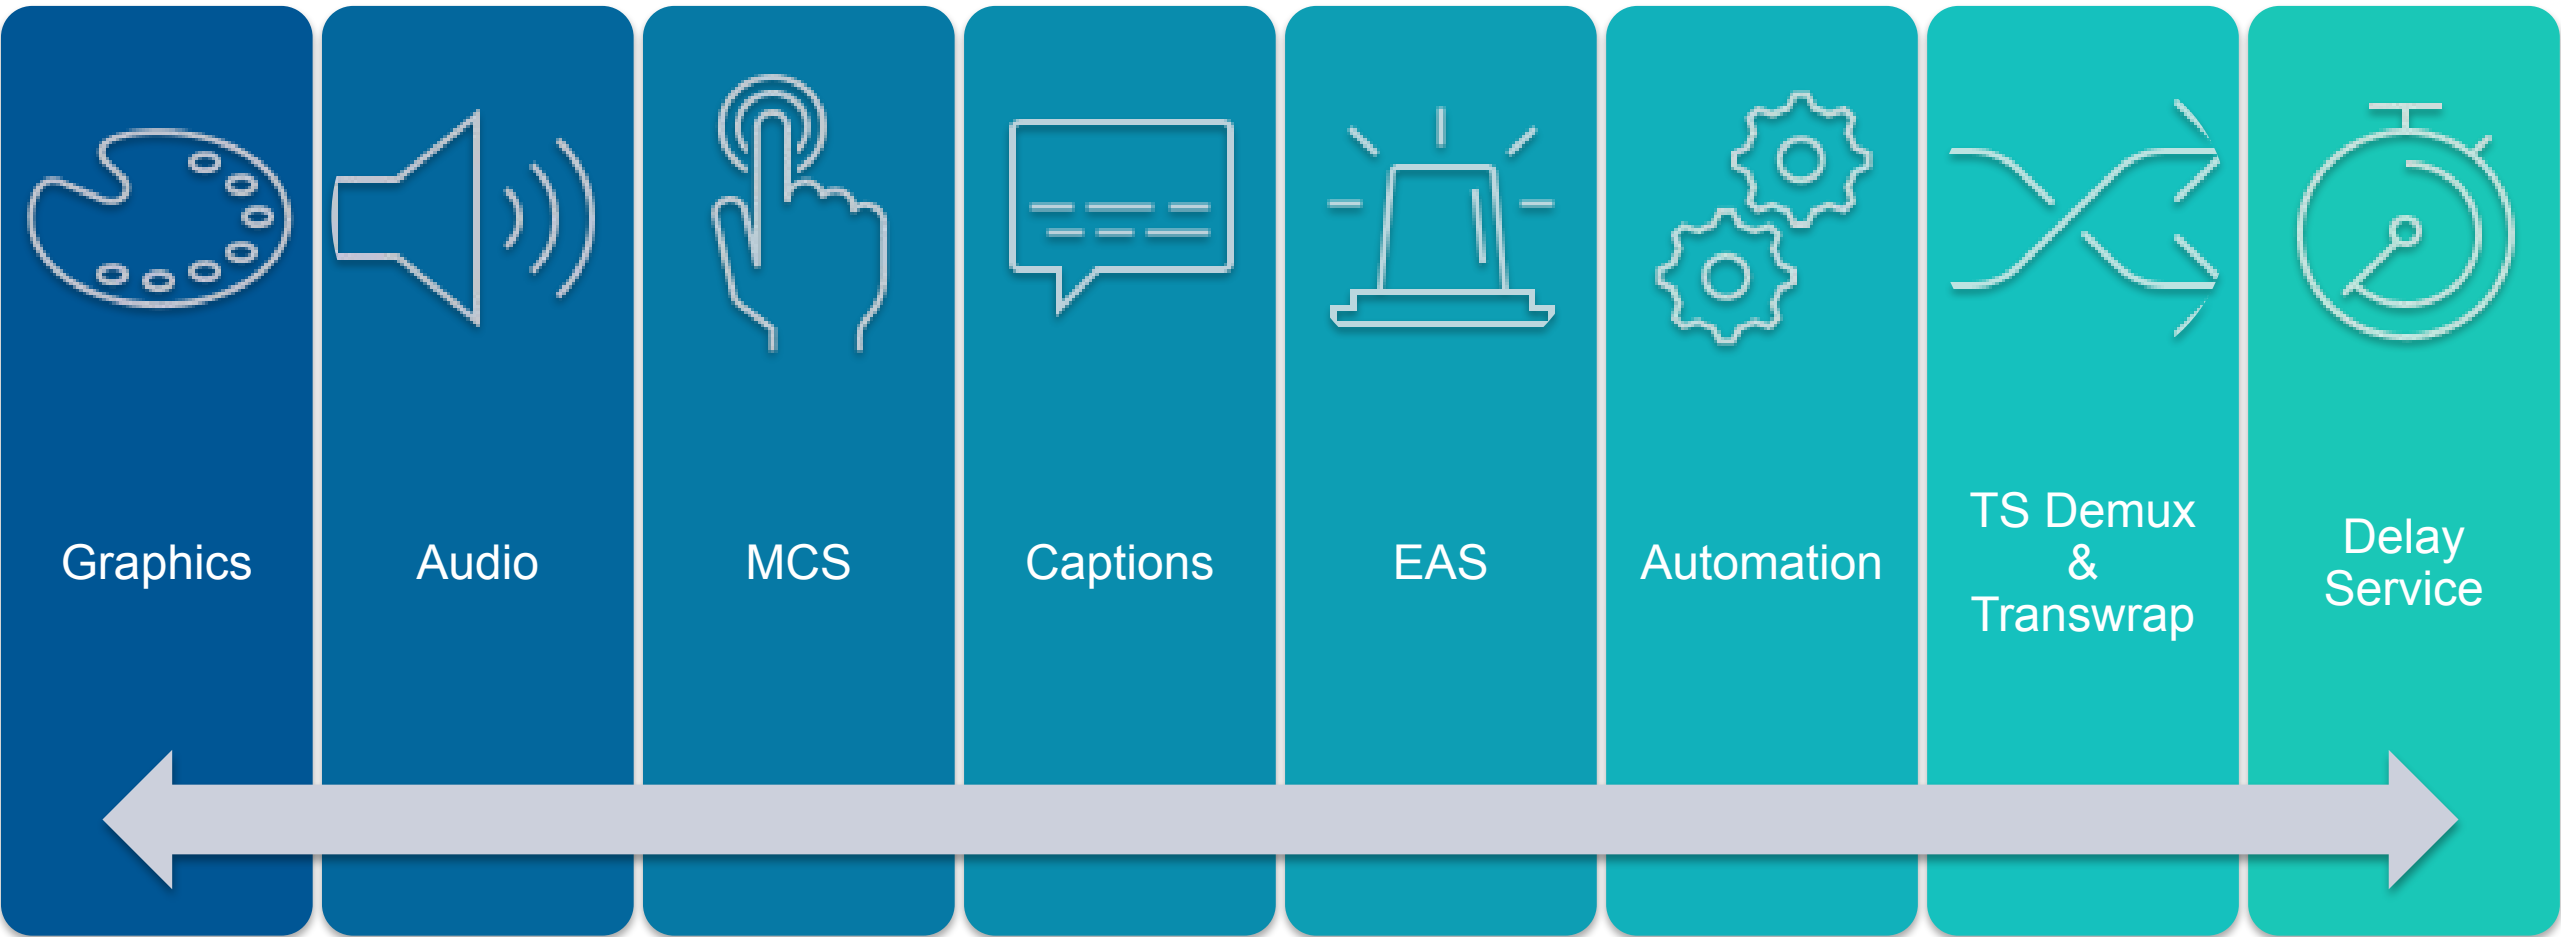 Graphics
Audio
MCS
Captions
EAS
Automation
TS Demux
&
Transwrap
Delay
Service